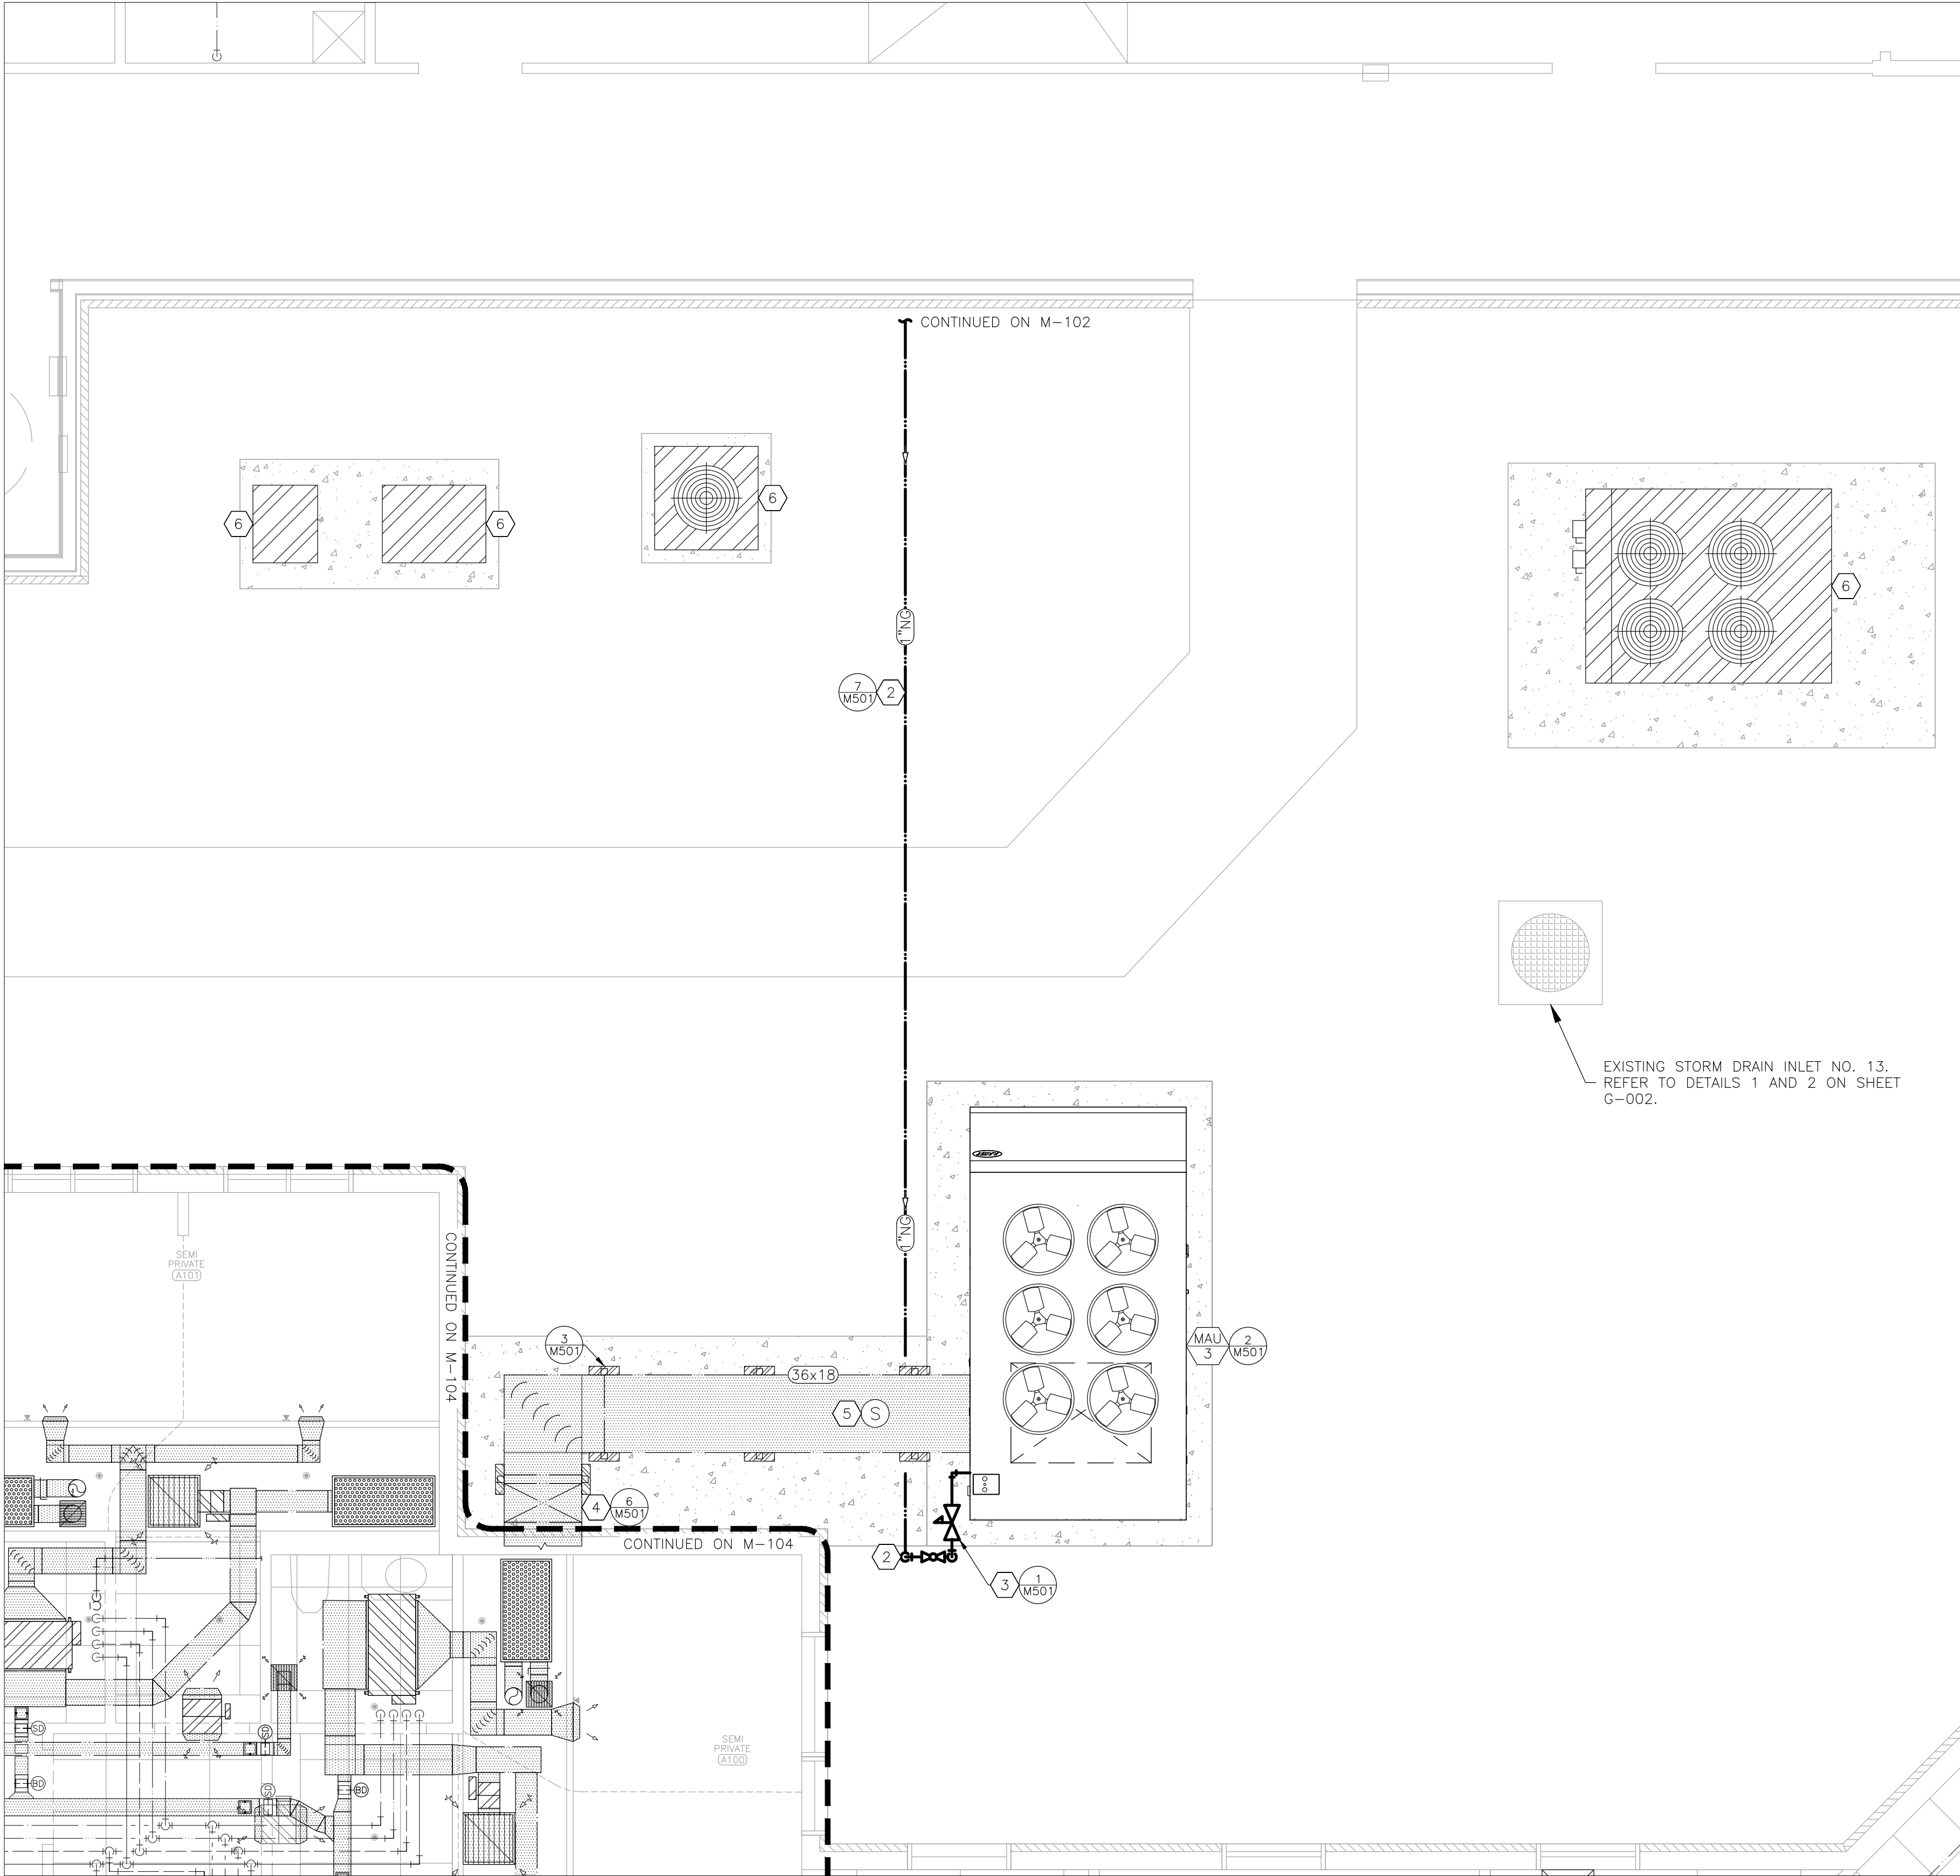 CONTINUED ON M-102
6
6
6
6
1"NG
7
M501
2
EXISTING STORM DRAIN INLET NO. 13.
REFER TO DETAILS 1 AND 2 ON SHEET
G-002.
1"NG
CONTINUED ON M-104
SEMI
PRIVATE
A101
3
M501
36x18
5
S
MAU
3
2
M501
4
6
M501
CONTINUED ON M-104
2
3
1
M501
SD
SD
BD
SD
BD
SEMI
PRIVATE
A100